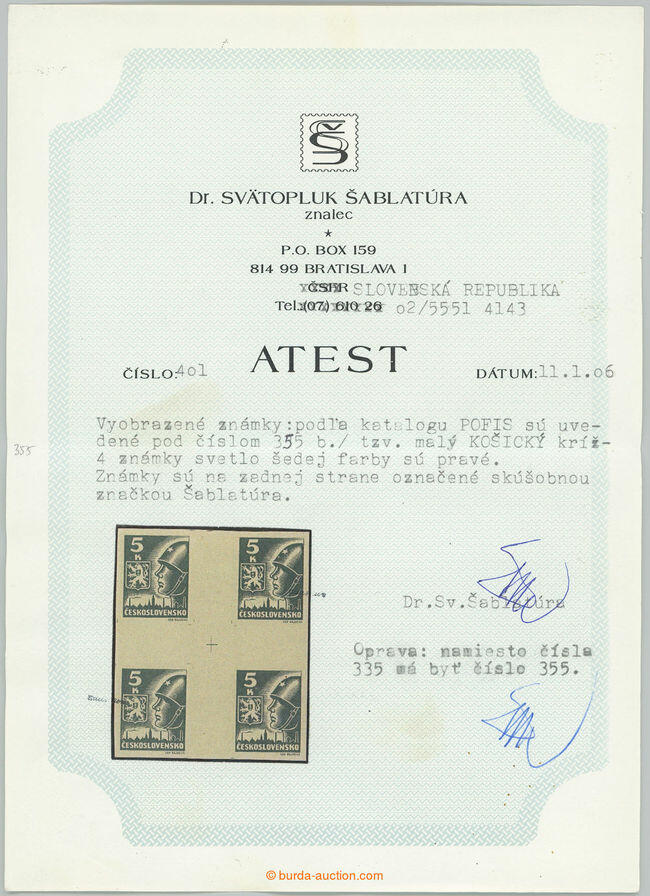 Dr. SVÄTOPLUK ŠABLATÚRA
znalec
P.O. BOX 159
814 99 BRATISLAVA 1
ČSFR SLOVENSKÁ REPUBLIKA
Tel.(07) 610 26 o2/5551 4143
ČÍSLO: 4o1
ATEST
DÁTUM: 11.1.o6
Vyobrazené známky:podľa katalogu POFIS sú uve-
dené pod číslom 355 b./ tzv. malý KOŠICKÝ kríž-
4 známky svetlo šedej farby sú pravé.
Známky sú na zadnej strane označené skúšobnou
značkou Šablatúra.
355
5
K
ČESKOSLOVENSKO
5
K
ČESKOSLOVENSKO
5
K
ČESKOSLOVENSKO
5
K
ČESKOSLOVENSKO
Dr.Sv.Šablatúra
Oprava: namiesto čísla
335 má byť číslo 355.
© burda-auction.com